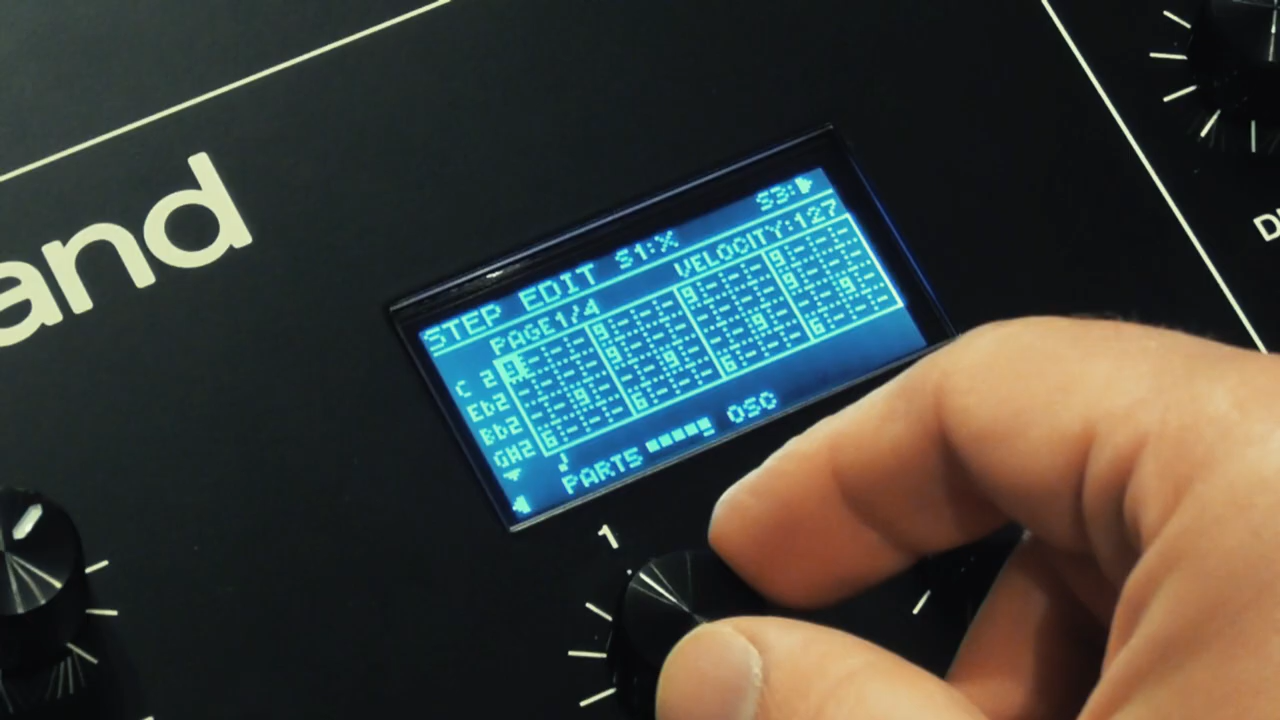 and
STEP EDIT S1:X S3:
PAGE1/4 VELOCITY:127
C 2
Eb2
Bb2
G#2
PARTS OSC
1
D